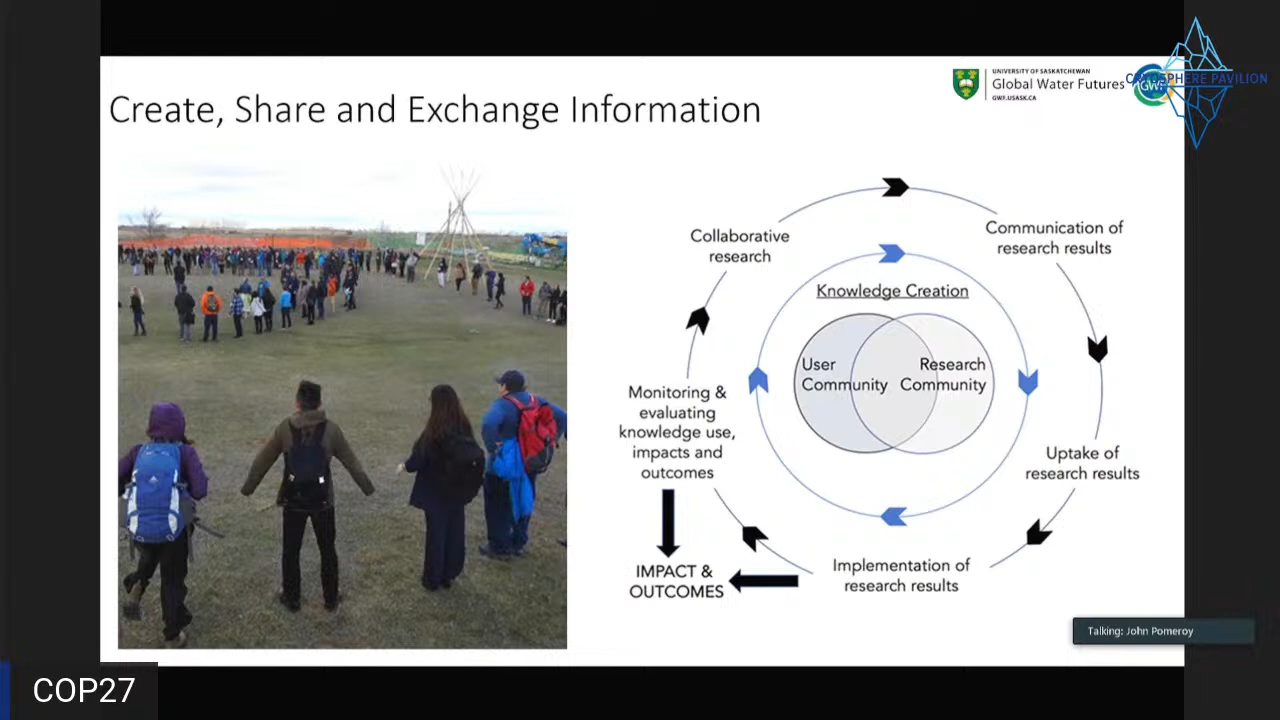 UNIVERSITY OF SASKATCHEWAN
Global Water Futures
GWF.USASK.CA
GWF
CRYOSPHERE PAVILION
Create, Share and Exchange Information
Collaborative
research
Communication of
research results
Knowledge Creation
User
Community
Research
Community
Monitoring &
evaluating
knowledge use,
impacts and
outcomes
Uptake of
research results
Implementation of
research results
IMPACT &
OUTCOMES
Talking: John Pomeroy
COP27